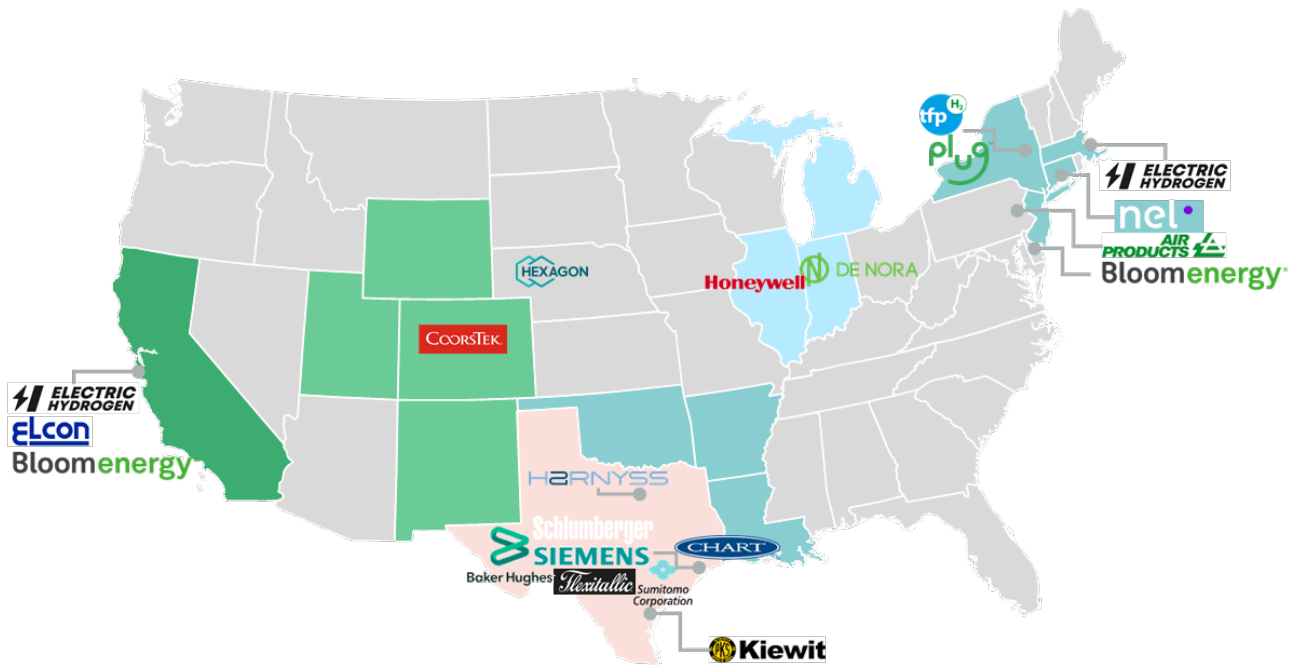 tfp H₂
plug
ELECTRIC
HYDROGEN
nel
AIR
PRODUCTS
Bloomenergy
HEXAGON
Honeywell
DE NORA
COORSTEK
ELECTRIC
HYDROGEN
ELcon
Bloomenergy
H2RNYSS
Schlumberger
SIEMENS
CHART
Baker Hughes
Flexitallic
Sumitomo
Corporation
PKS
Kiewit